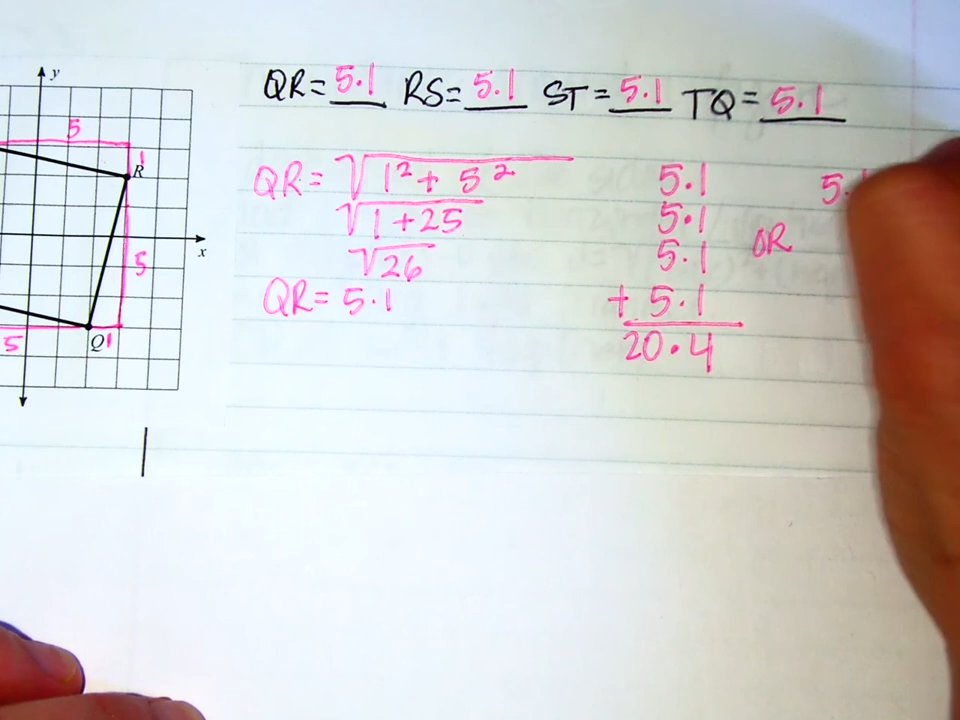 QR = 5.1 RS = 5.1 ST = 5.1 TQ = 5.1
y
5
1
R
x
5
Q
1
5
QR = √1² + 5²
√1 + 25
√26
QR = 5.1
5.1
5.1
5.1
+ 5.1
20.4
OR